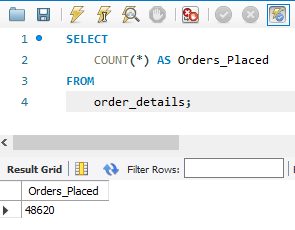 1 SELECT
2 COUNT(*) AS Orders_Placed
3 FROM
4 order_details;
Result Grid Filter Rows:
Orders_Placed
48620